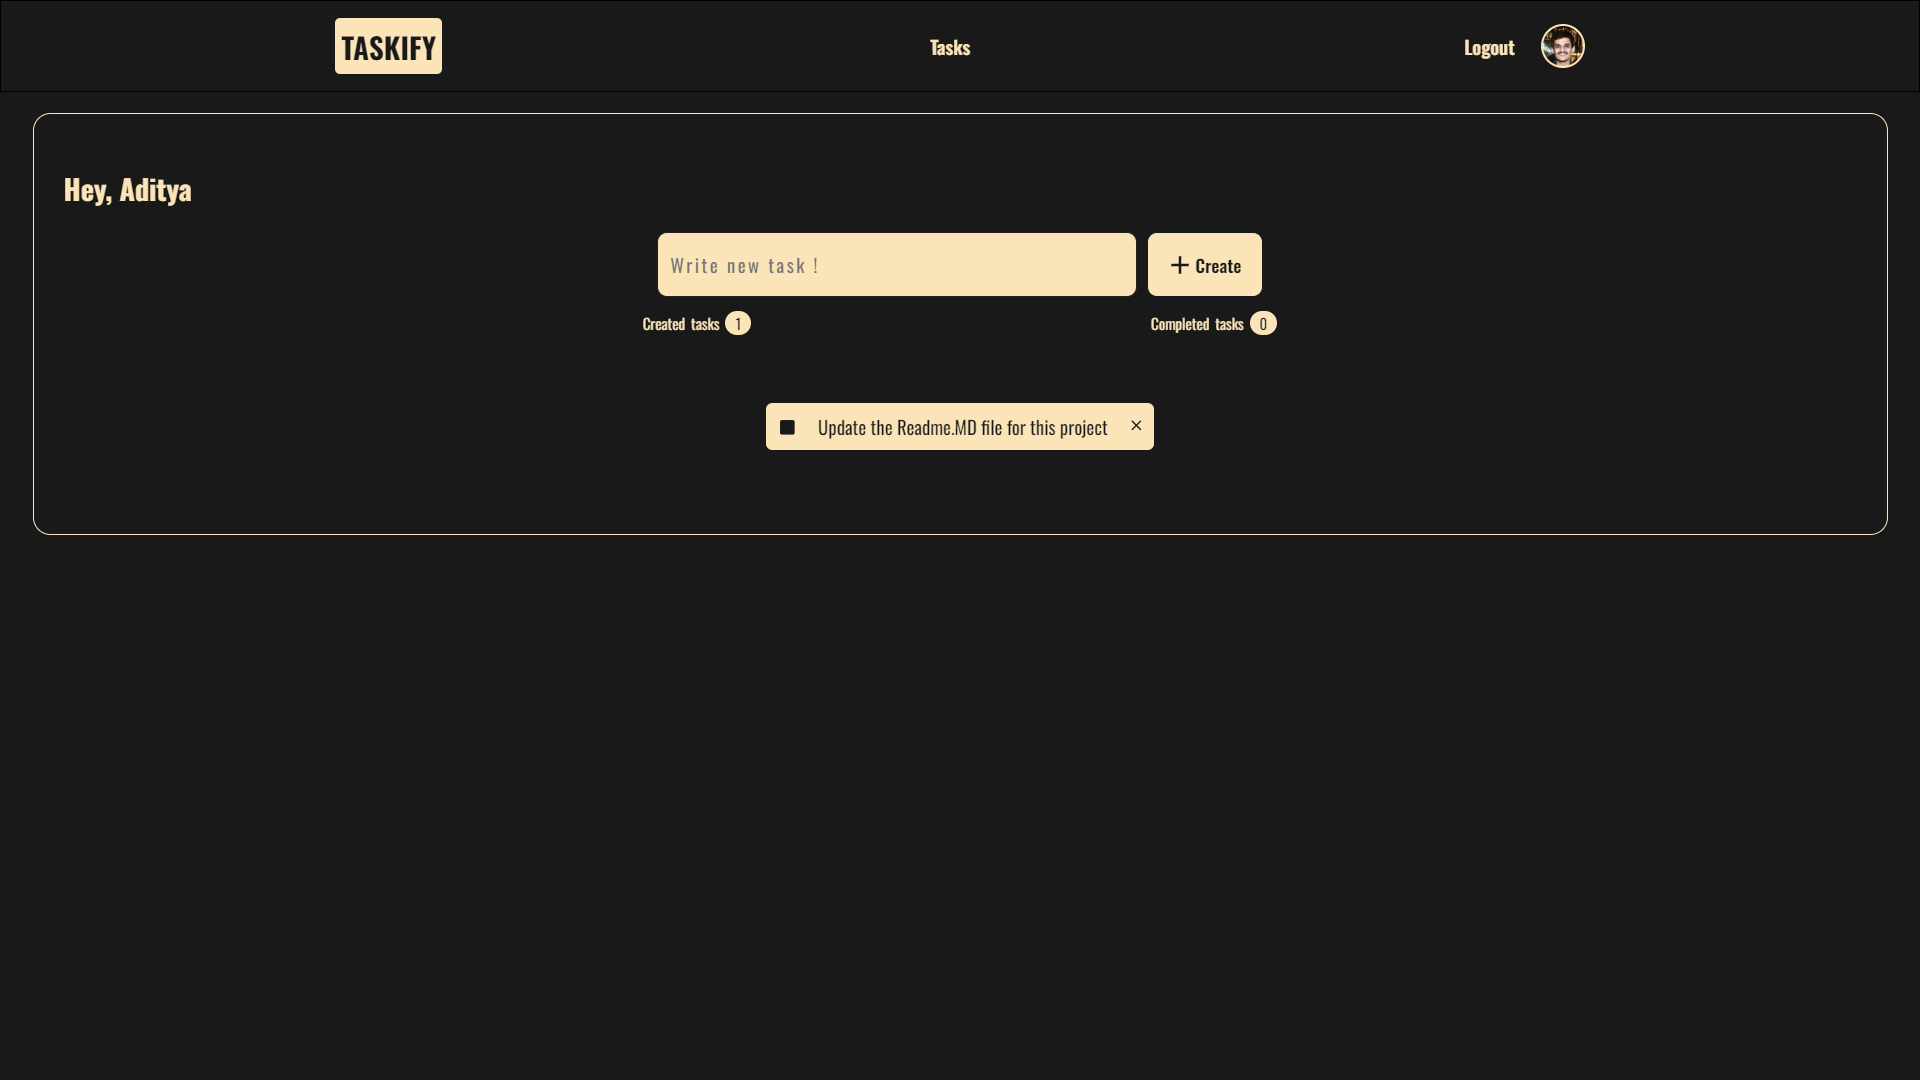 TASKIFY
Tasks
Logout
Hey, Aditya
Write new task !
Create
Created tasks 1
Completed tasks 0
Update the Readme.MD file for this project